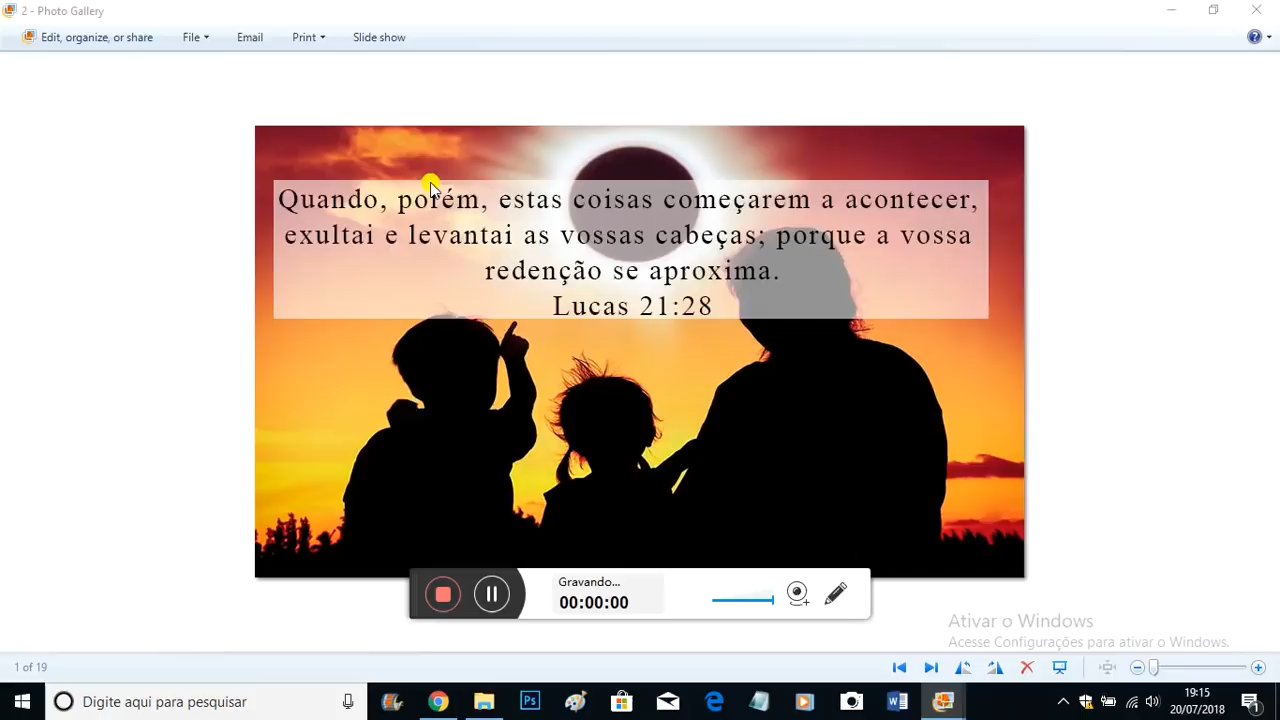 2 - Photo Gallery
Edit, organize, or share File Email Print Slide show
Quando, porém, estas coisas começarem a acontecer,
exultai e levantai as vossas cabeças; porque a vossa
redenção se aproxima.
Lucas 21:28
Gravando...
00:00:00
Ativar o Windows
Acesse Configurações para ativar o Windows.
1 of 19
Digite aqui para pesquisar
Ps
19:15
20/07/2018
1